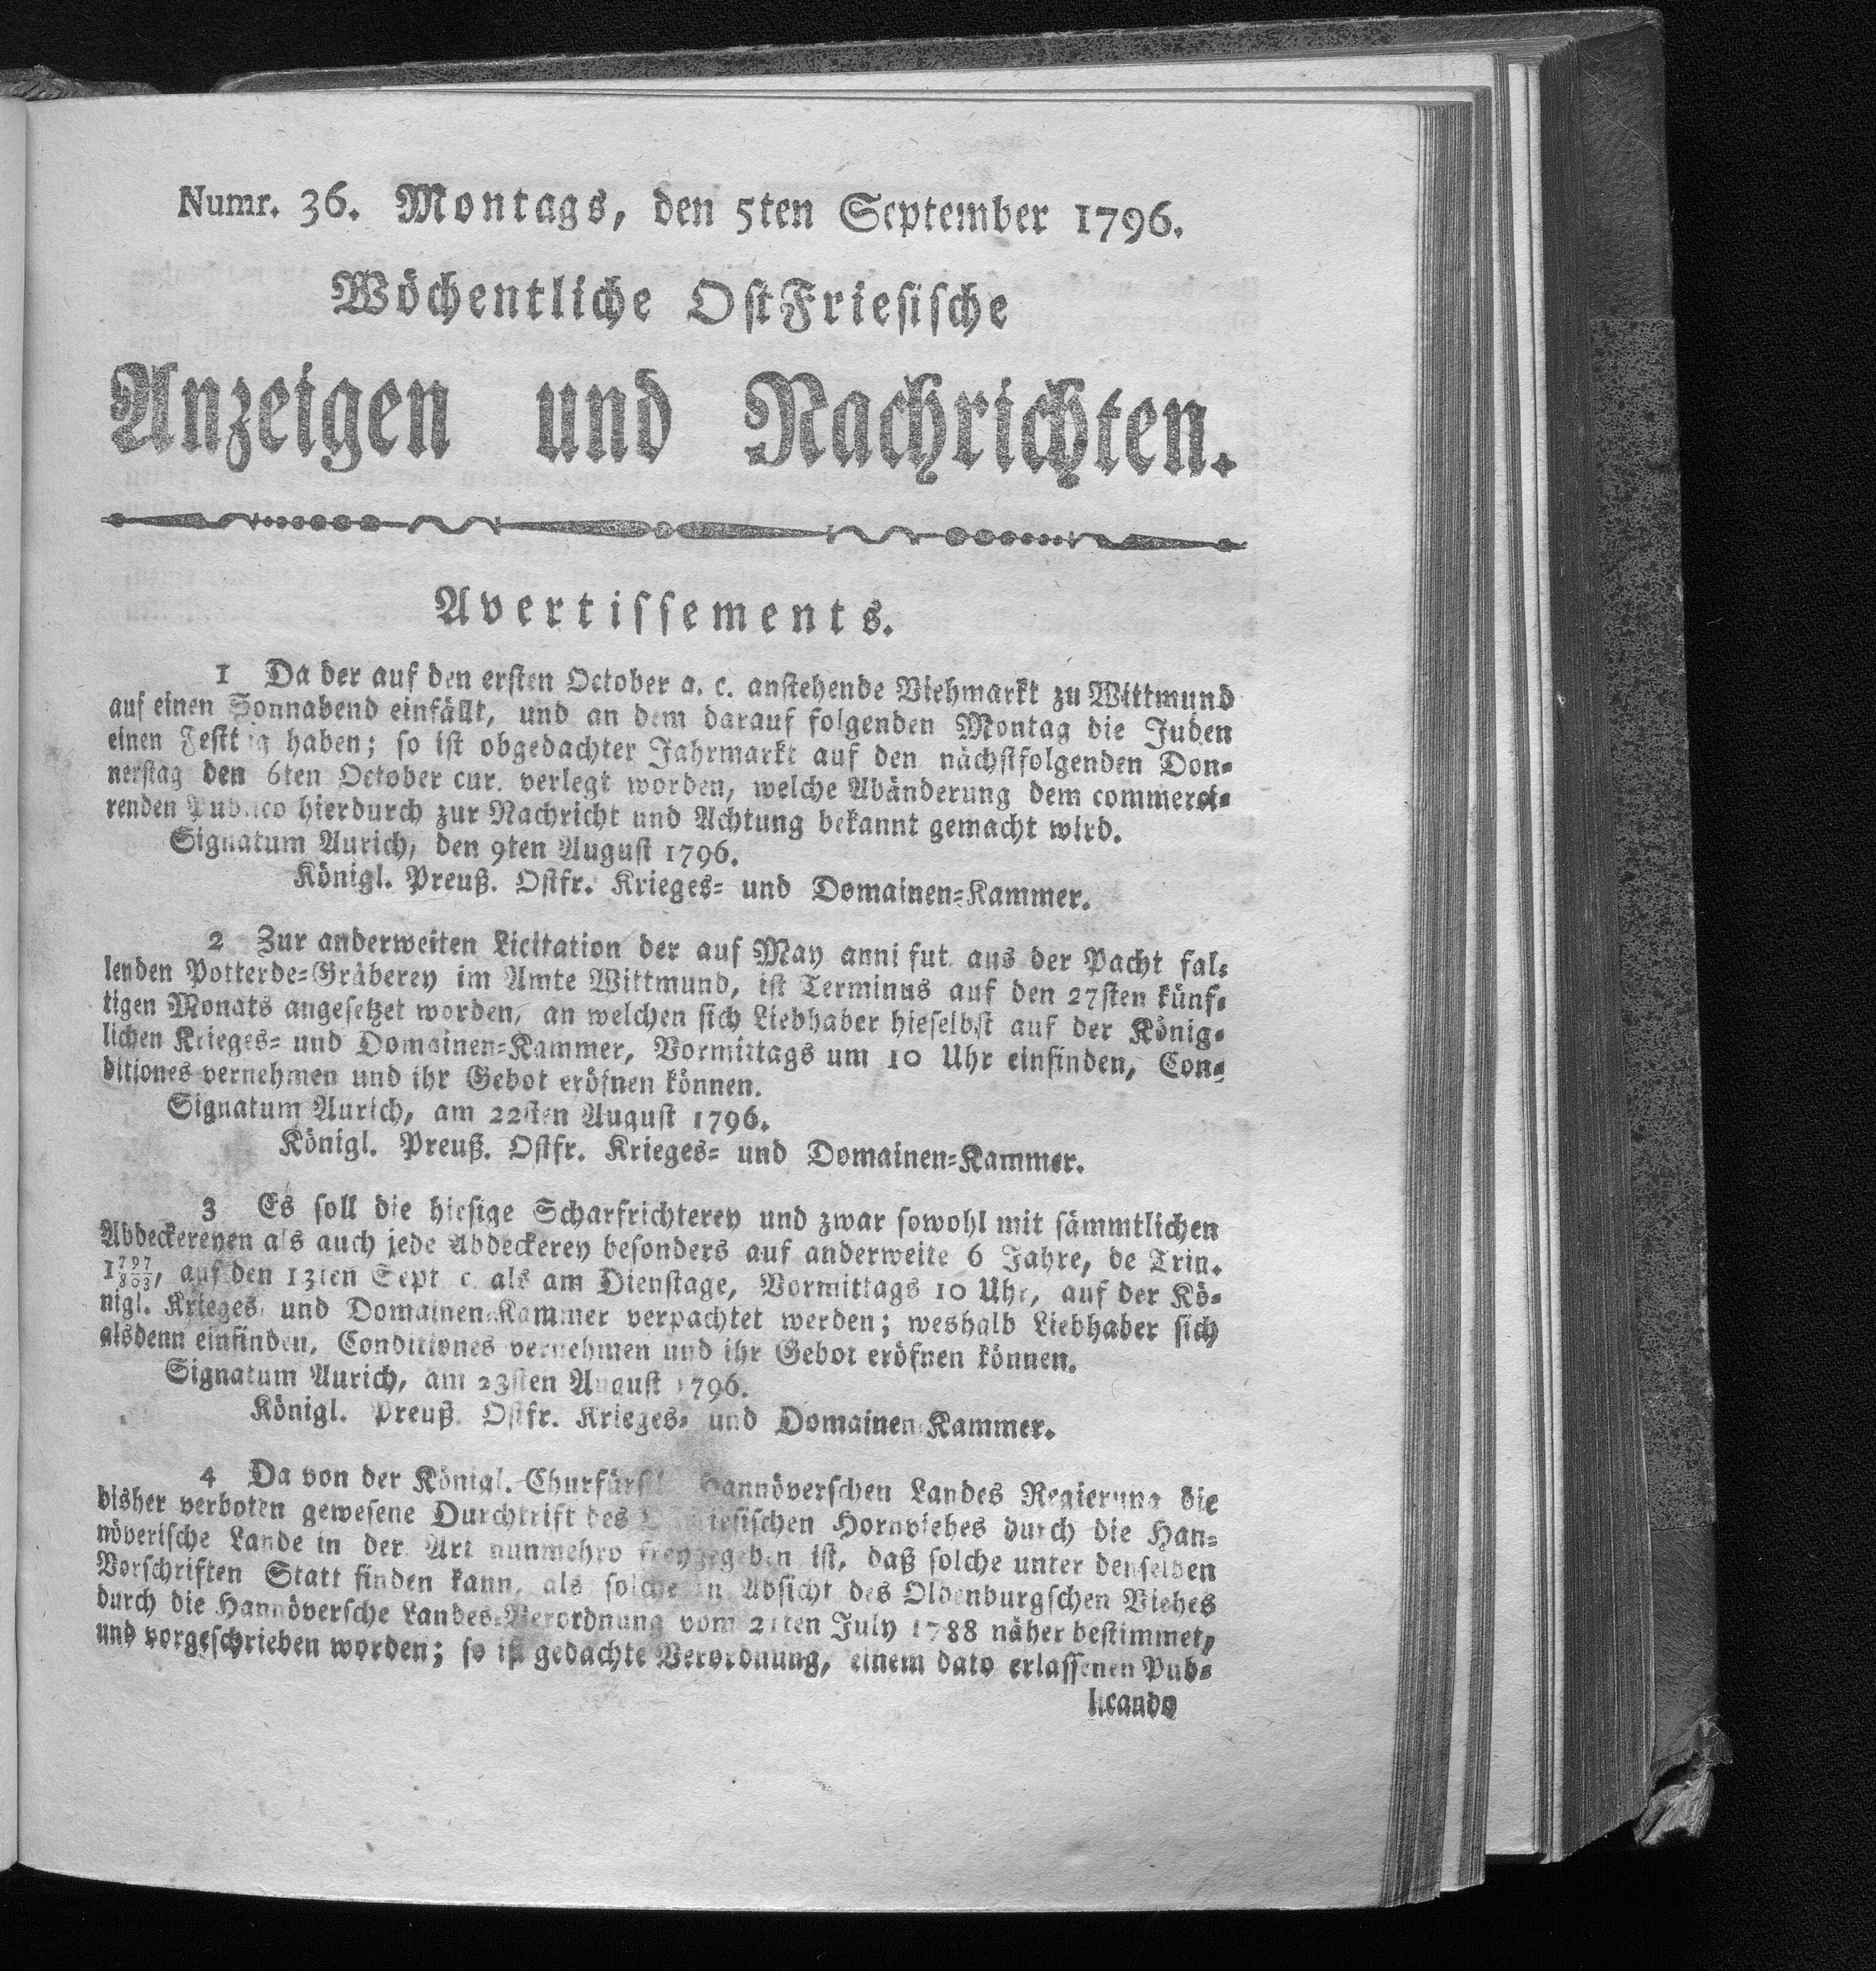 Numr. 36. Montags, den 5ten September 1796.
Wöchentliche OstFriesische
Anzeigen und Nachrichten.
Avertissements.
1 Da der auf den ersten October a. c. anstehende Viehmarkt zu Wittmund
auf einen Sonnabend einfällt, und an dem darauf folgenden Montag die Juden
einen Festtag haben; so ist obgedachter Jahrmarkt auf den nächstfolgenden Don=
nerstag den 6ten October cur. verlegt worden, welche Abänderung dem commerci=
renden Publico hierdurch zur Nachricht und Achtung bekannt gemacht wird.
Signatum Aurich, den 9ten August 1796.
Königl. Preuß. Ostfr. Krieges= und Domainen=Kammer.
2 Zur anderweiten Licitation der auf May anni fut. aus der Pacht fal=
lenden Potterde=Gräberey im Amte Wittmund, ist Terminus auf den 27sten künf=
tigen Monats angesetzet worden, an welchen sich Liebhaber hieselbst auf der König=
lichen Krieges= und Domainen=Kammer, Vormittags um 10 Uhr einfinden, Con=
ditiones vernehmen und ihr Gebot eröfnen können.
Signatum Aurich, am 22sten August 1796.
Königl. Preuß. Ostfr. Krieges= und Domainen=Kammer.
3 Es soll die hiesige Scharfrichterey und zwar sowohl mit sämmtlichen
Abdeckereyen als auch jede Abdeckerey besonders auf anderweite 6 Jahre, de Trin.
1797/803, auf den 13ten Sept. c. als am Dienstage, Vormittags 10 Uhr, auf der Kö=
nigl. Krieges und Domainen=Kammer verpachtet werden; weshalb Liebhaber sich
alsdenn einfinden, Conditiones vernehmen und ihr Gebot eröfnen können.
Signatum Aurich, am 23sten August 1796.
Königl. Preuß. Ostfr. Krieges= und Domainen Kammer.
4 Da von der Königl. Churfürstl. Hannöverschen Landes Regierung die
bisher verboten gewesene Durchtrift des Ostfriesischen Hornviehes durch die Han=
növerische Lande in der Art nunmehro freygegeben ist, daß solche unter denselben
Vorschriften Statt finden kann, als solche in Absicht des Oldenburgschen Viehes
durch die Hannöversche Landes=Verordnung vom 21ten July 1788 näher bestimmet,
und vorgeschrieben worden; so ist gedachte Verordnung, einem dato erlassenen Pub=
licando